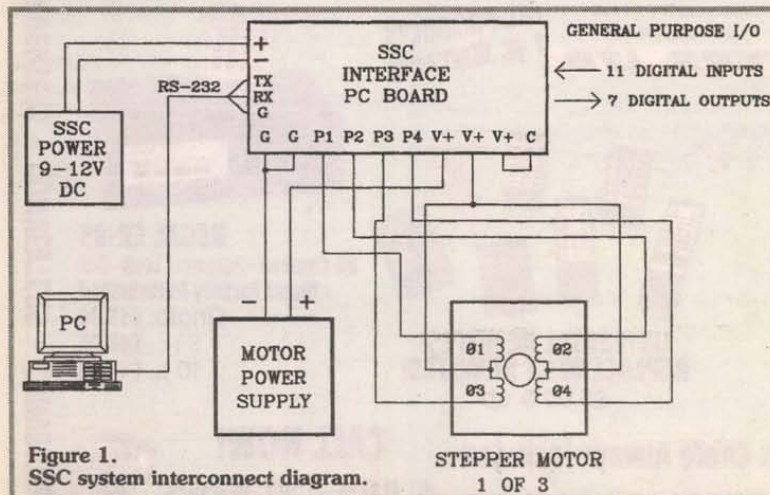 SSC
INTERFACE
PC BOARD
GENERAL PURPOSE I/O
11 DIGITAL INPUTS
7 DIGITAL OUTPUTS
+
−
TX
RX
G
RS-232
G G P1 P2 P3 P4 V+ V+ V+ C
SSC
POWER
9-12V
DC
PC
− +
MOTOR
POWER
SUPPLY
Ø1 Ø2
Ø3 Ø4
STEPPER MOTOR
1 OF 3
Figure 1.
SSC system interconnect diagram.